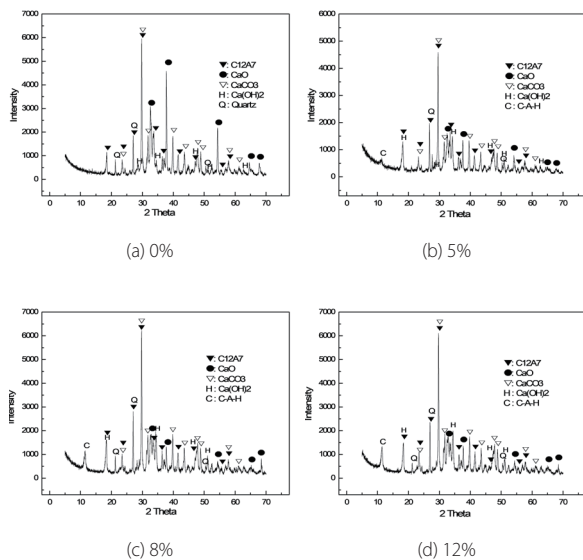 7000
6000
5000
4000
3000
2000
1000
0
Intensity
0 10 20 30 40 50 60 70
2 Theta
▼: C12A7
●: CaO
▽: CaCO3
H : Ca(OH)2
Q : Quartz
Q
Q
H
H
H
Q
H
(a) 0%
6000
5000
4000
3000
2000
1000
0
Intensity
0 10 20 30 40 50 60 70
2 Theta
▼: C12A7
●: CaO
▽: CaCO3
H : Ca(OH)2
C : C-A-H
C
H
Q
H
H
H
Q
H
(b) 5%
7000
6000
5000
4000
3000
2000
1000
0
Intensity
0 10 20 30 40 50 60 70
2 Theta
▼: C12A7
●: CaO
▽: CaCO3
H : Ca(OH)2
C : C-A-H
C
H
Q
Q
H
H
H
Q
H
(c) 8%
7000
6000
5000
4000
3000
2000
1000
0
Intensity
0 10 20 30 40 50 60 70
2 Theta
▼: C12A7
●: CaO
▽: CaCO3
H : Ca(OH)2
C : C-A-H
C
H
Q
Q
H
H
Q
H
(d) 12%